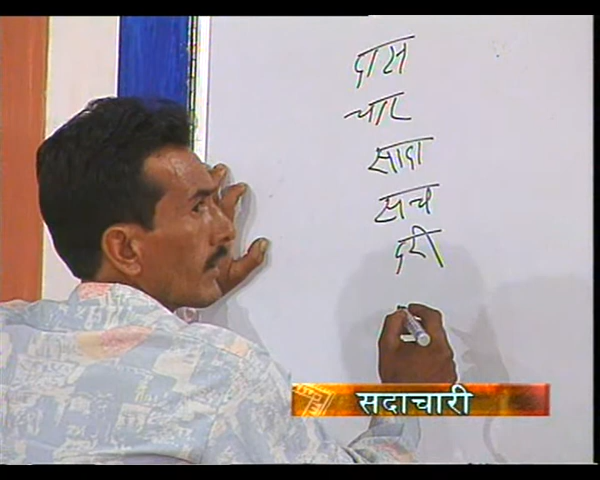 दास
चार
सादा
सच
दरी
सदाचारी